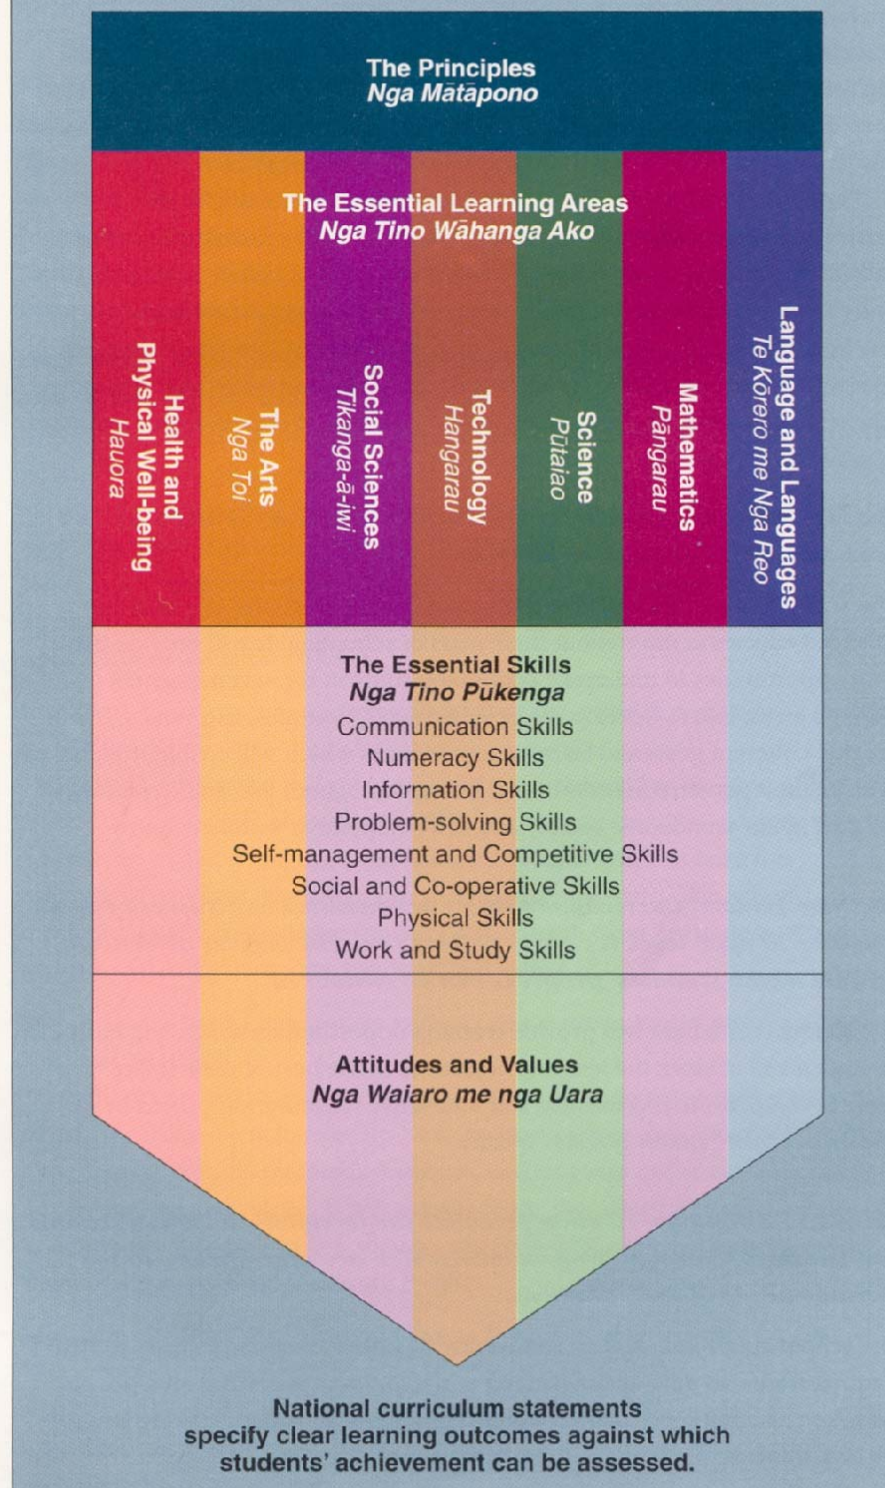 The Principles
Nga Mātāpono
The Essential Learning Areas
Nga Tino Wāhanga Ako
Health and
Physical Well-being
Hauora
The Arts
Nga Toi
Social Sciences
Tikanga-ā-iwi
Technology
Hangarau
Science
Pūtaiao
Mathematics
Pāngarau
Language and Languages
Te Kōrero me Nga Reo
The Essential Skills
Nga Tino Pūkenga
Communication Skills
Numeracy Skills
Information Skills
Problem-solving Skills
Self-management and Competitive Skills
Social and Co-operative Skills
Physical Skills
Work and Study Skills
Attitudes and Values
Nga Waiaro me nga Uara
National curriculum statements
specify clear learning outcomes against which
students' achievement can be assessed.